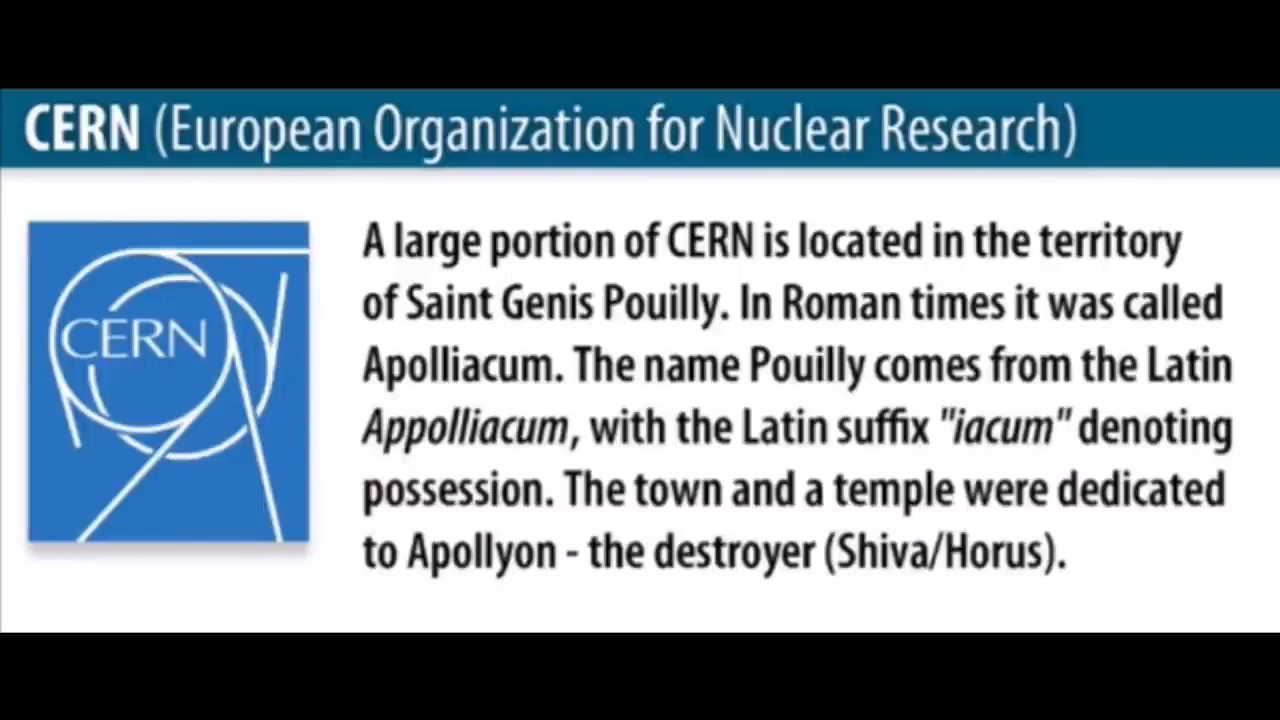 CERN (European Organization for Nuclear Research)
CERN
A large portion of CERN is located in the territory
of Saint Genis Pouilly. In Roman times it was called
Apolliacum. The name Pouilly comes from the Latin
Appolliacum, with the Latin suffix "iacum" denoting
possession. The town and a temple were dedicated
to Apollyon - the destroyer (Shiva/Horus).